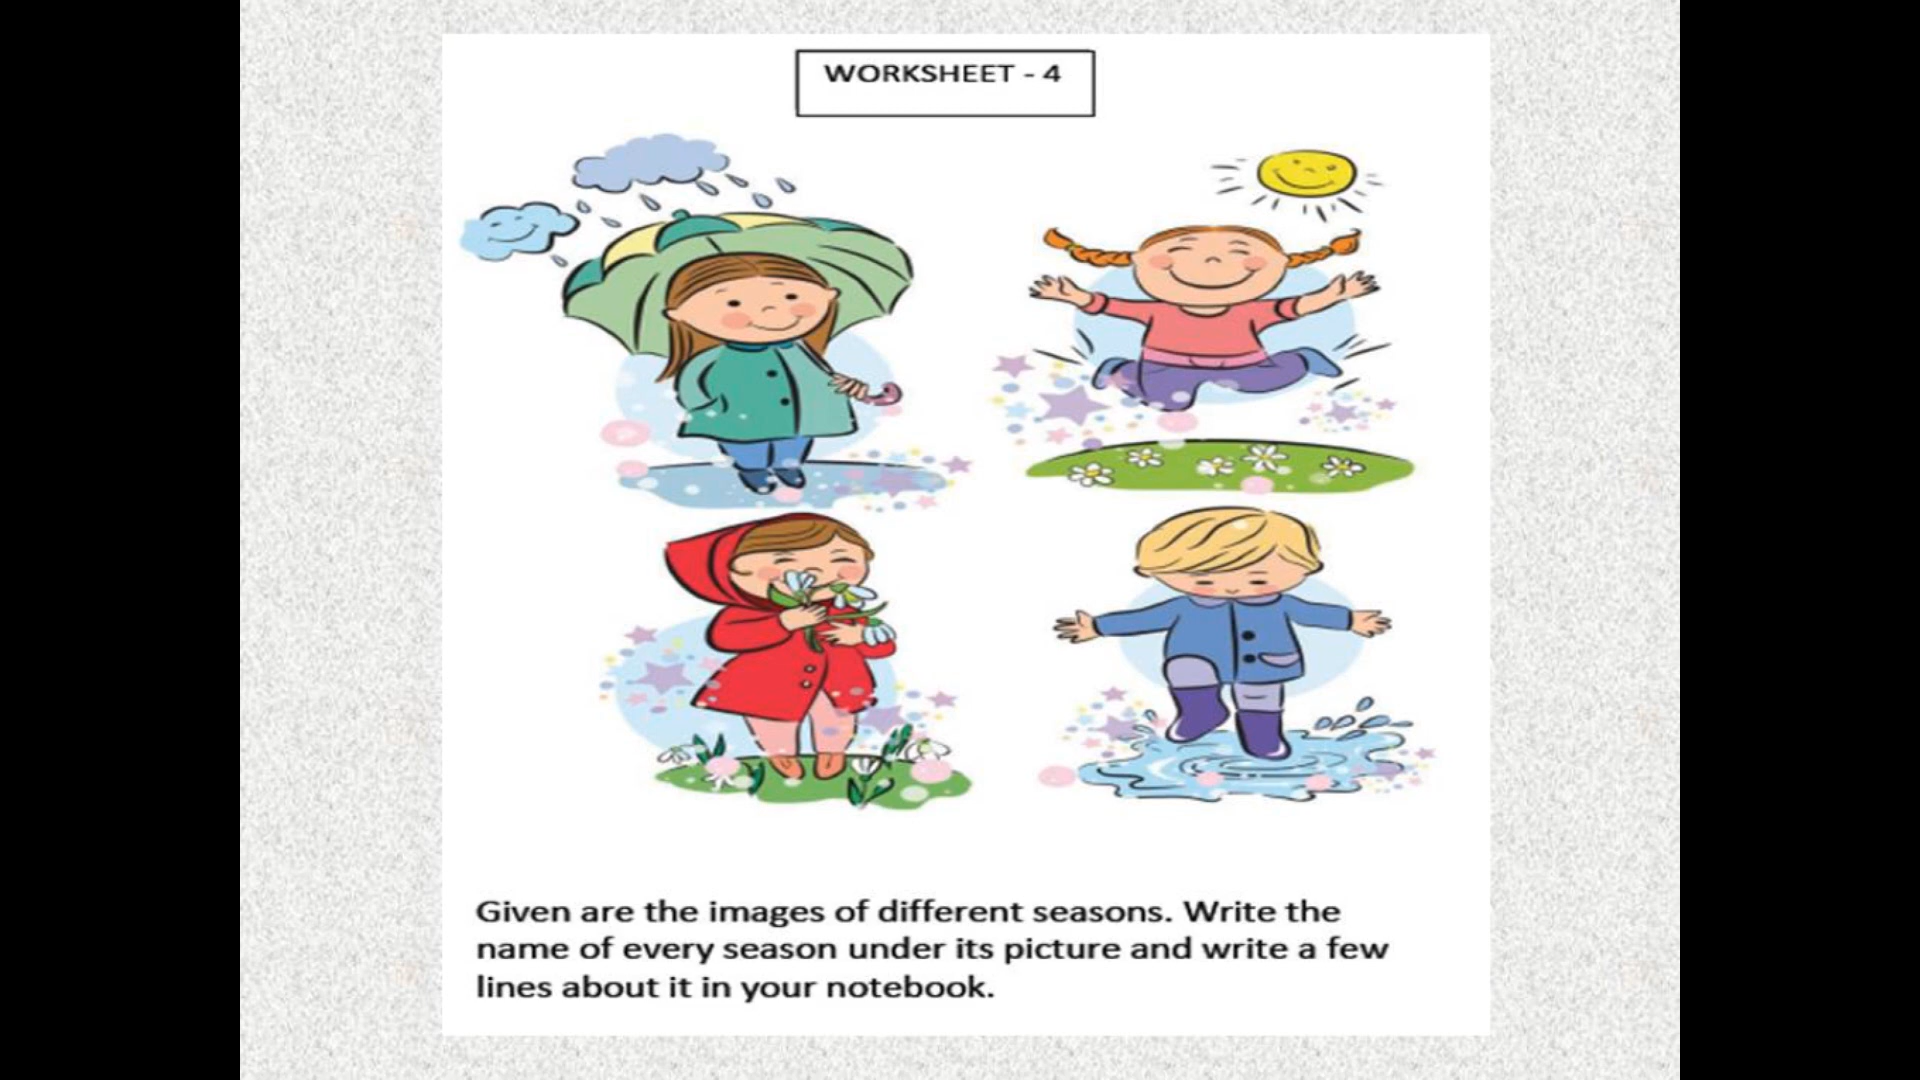 WORKSHEET - 4
Given are the images of different seasons. Write the
name of every season under its picture and write a few
lines about it in your notebook.